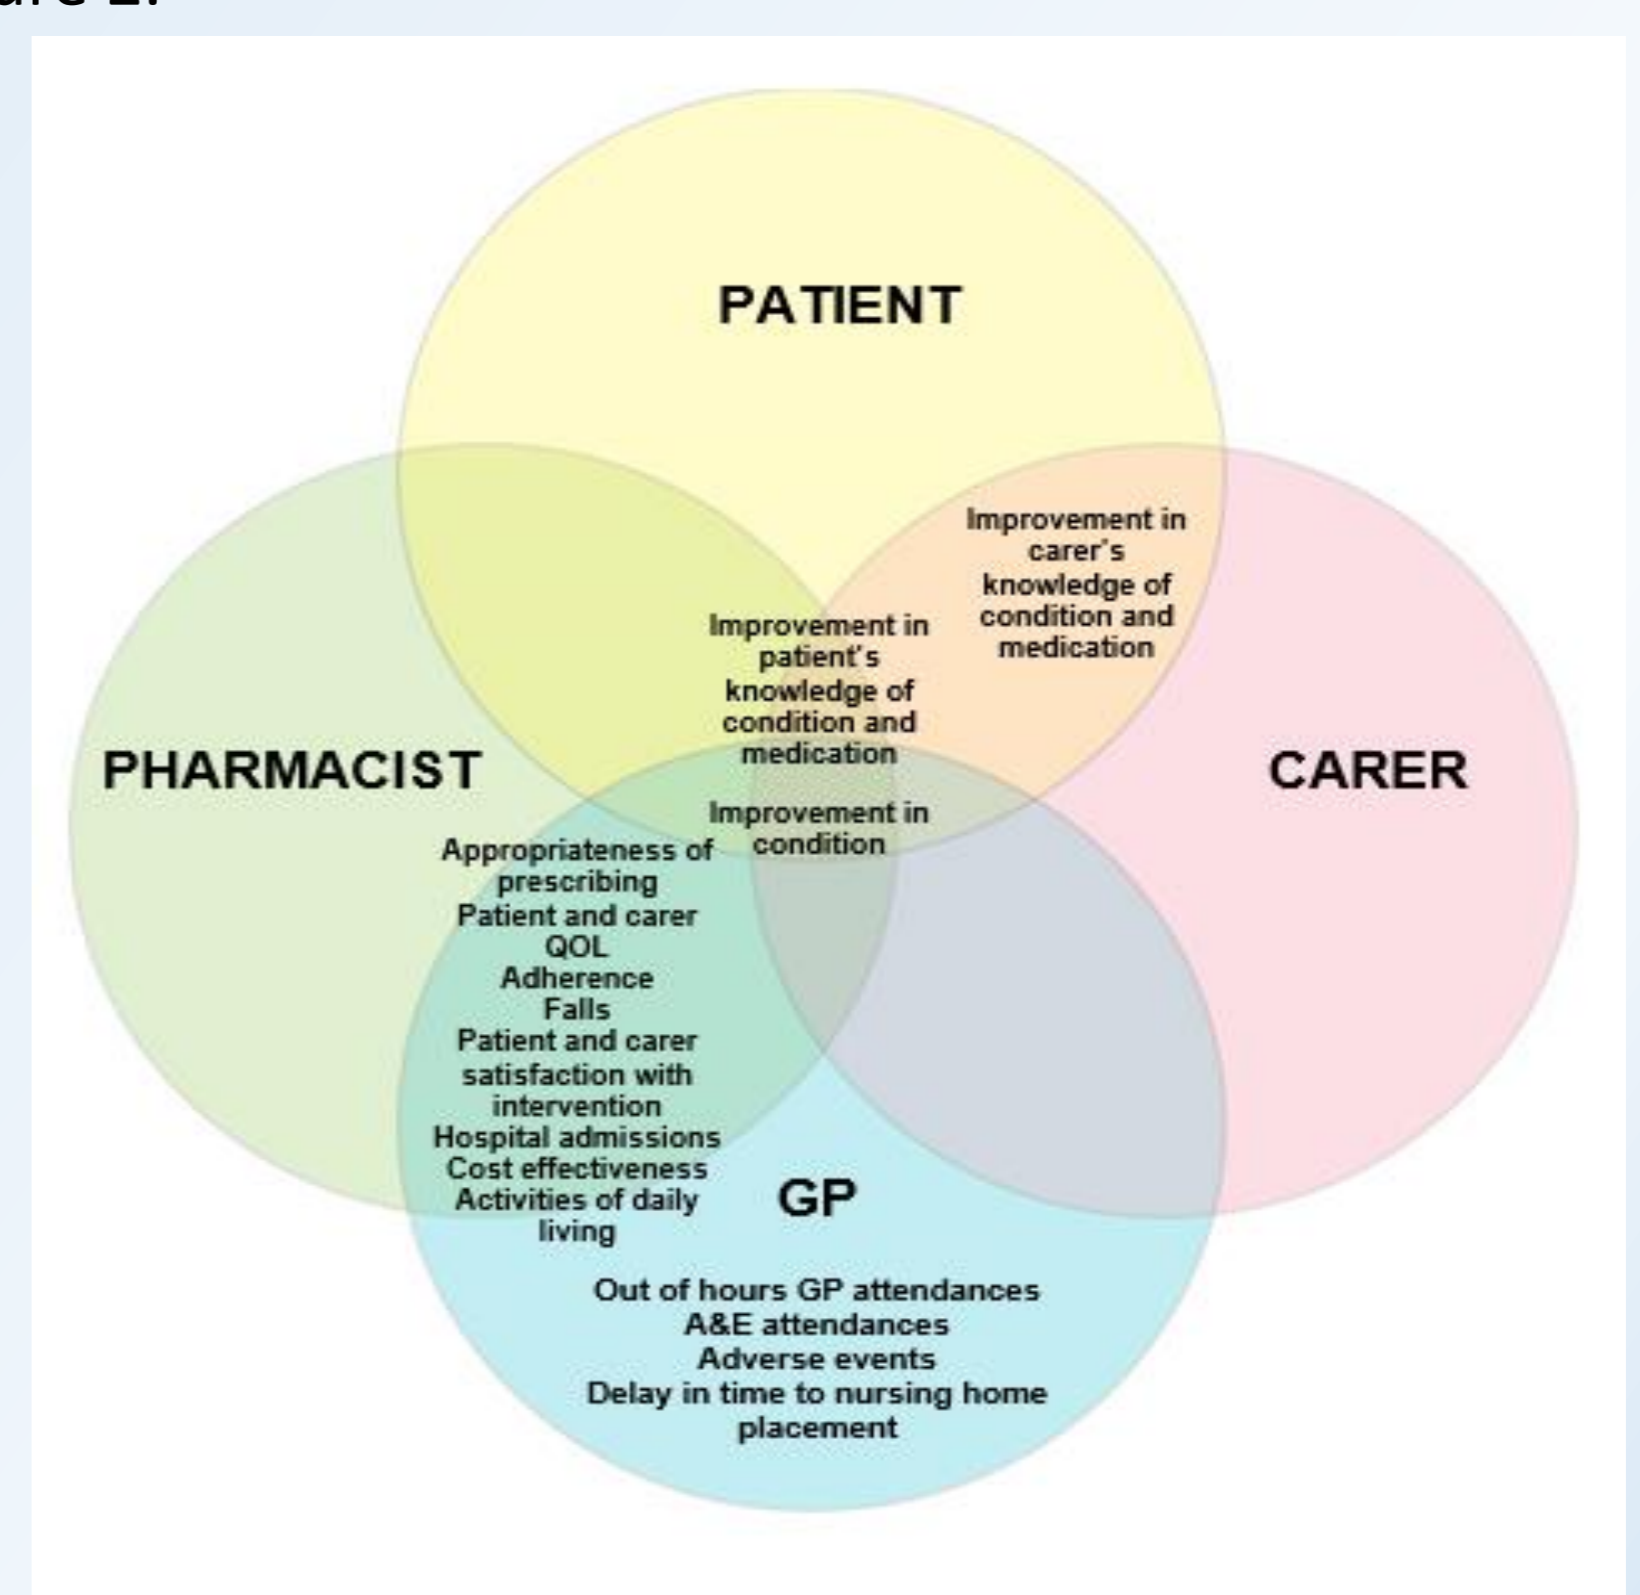 PATIENT
Improvement in
carer's
knowledge of
condition and
medication
Improvement in
patient's
knowledge of
condition and
medication
PHARMACIST
CARER
Improvement in
condition
Appropriateness of
prescribing
Patient and carer
QOL
Adherence
Falls
Patient and carer
satisfaction with
intervention
Hospital admissions
Cost effectiveness
Activities of daily
living
GP
Out of hours GP attendances
A&E attendances
Adverse events
Delay in time to nursing home
placement